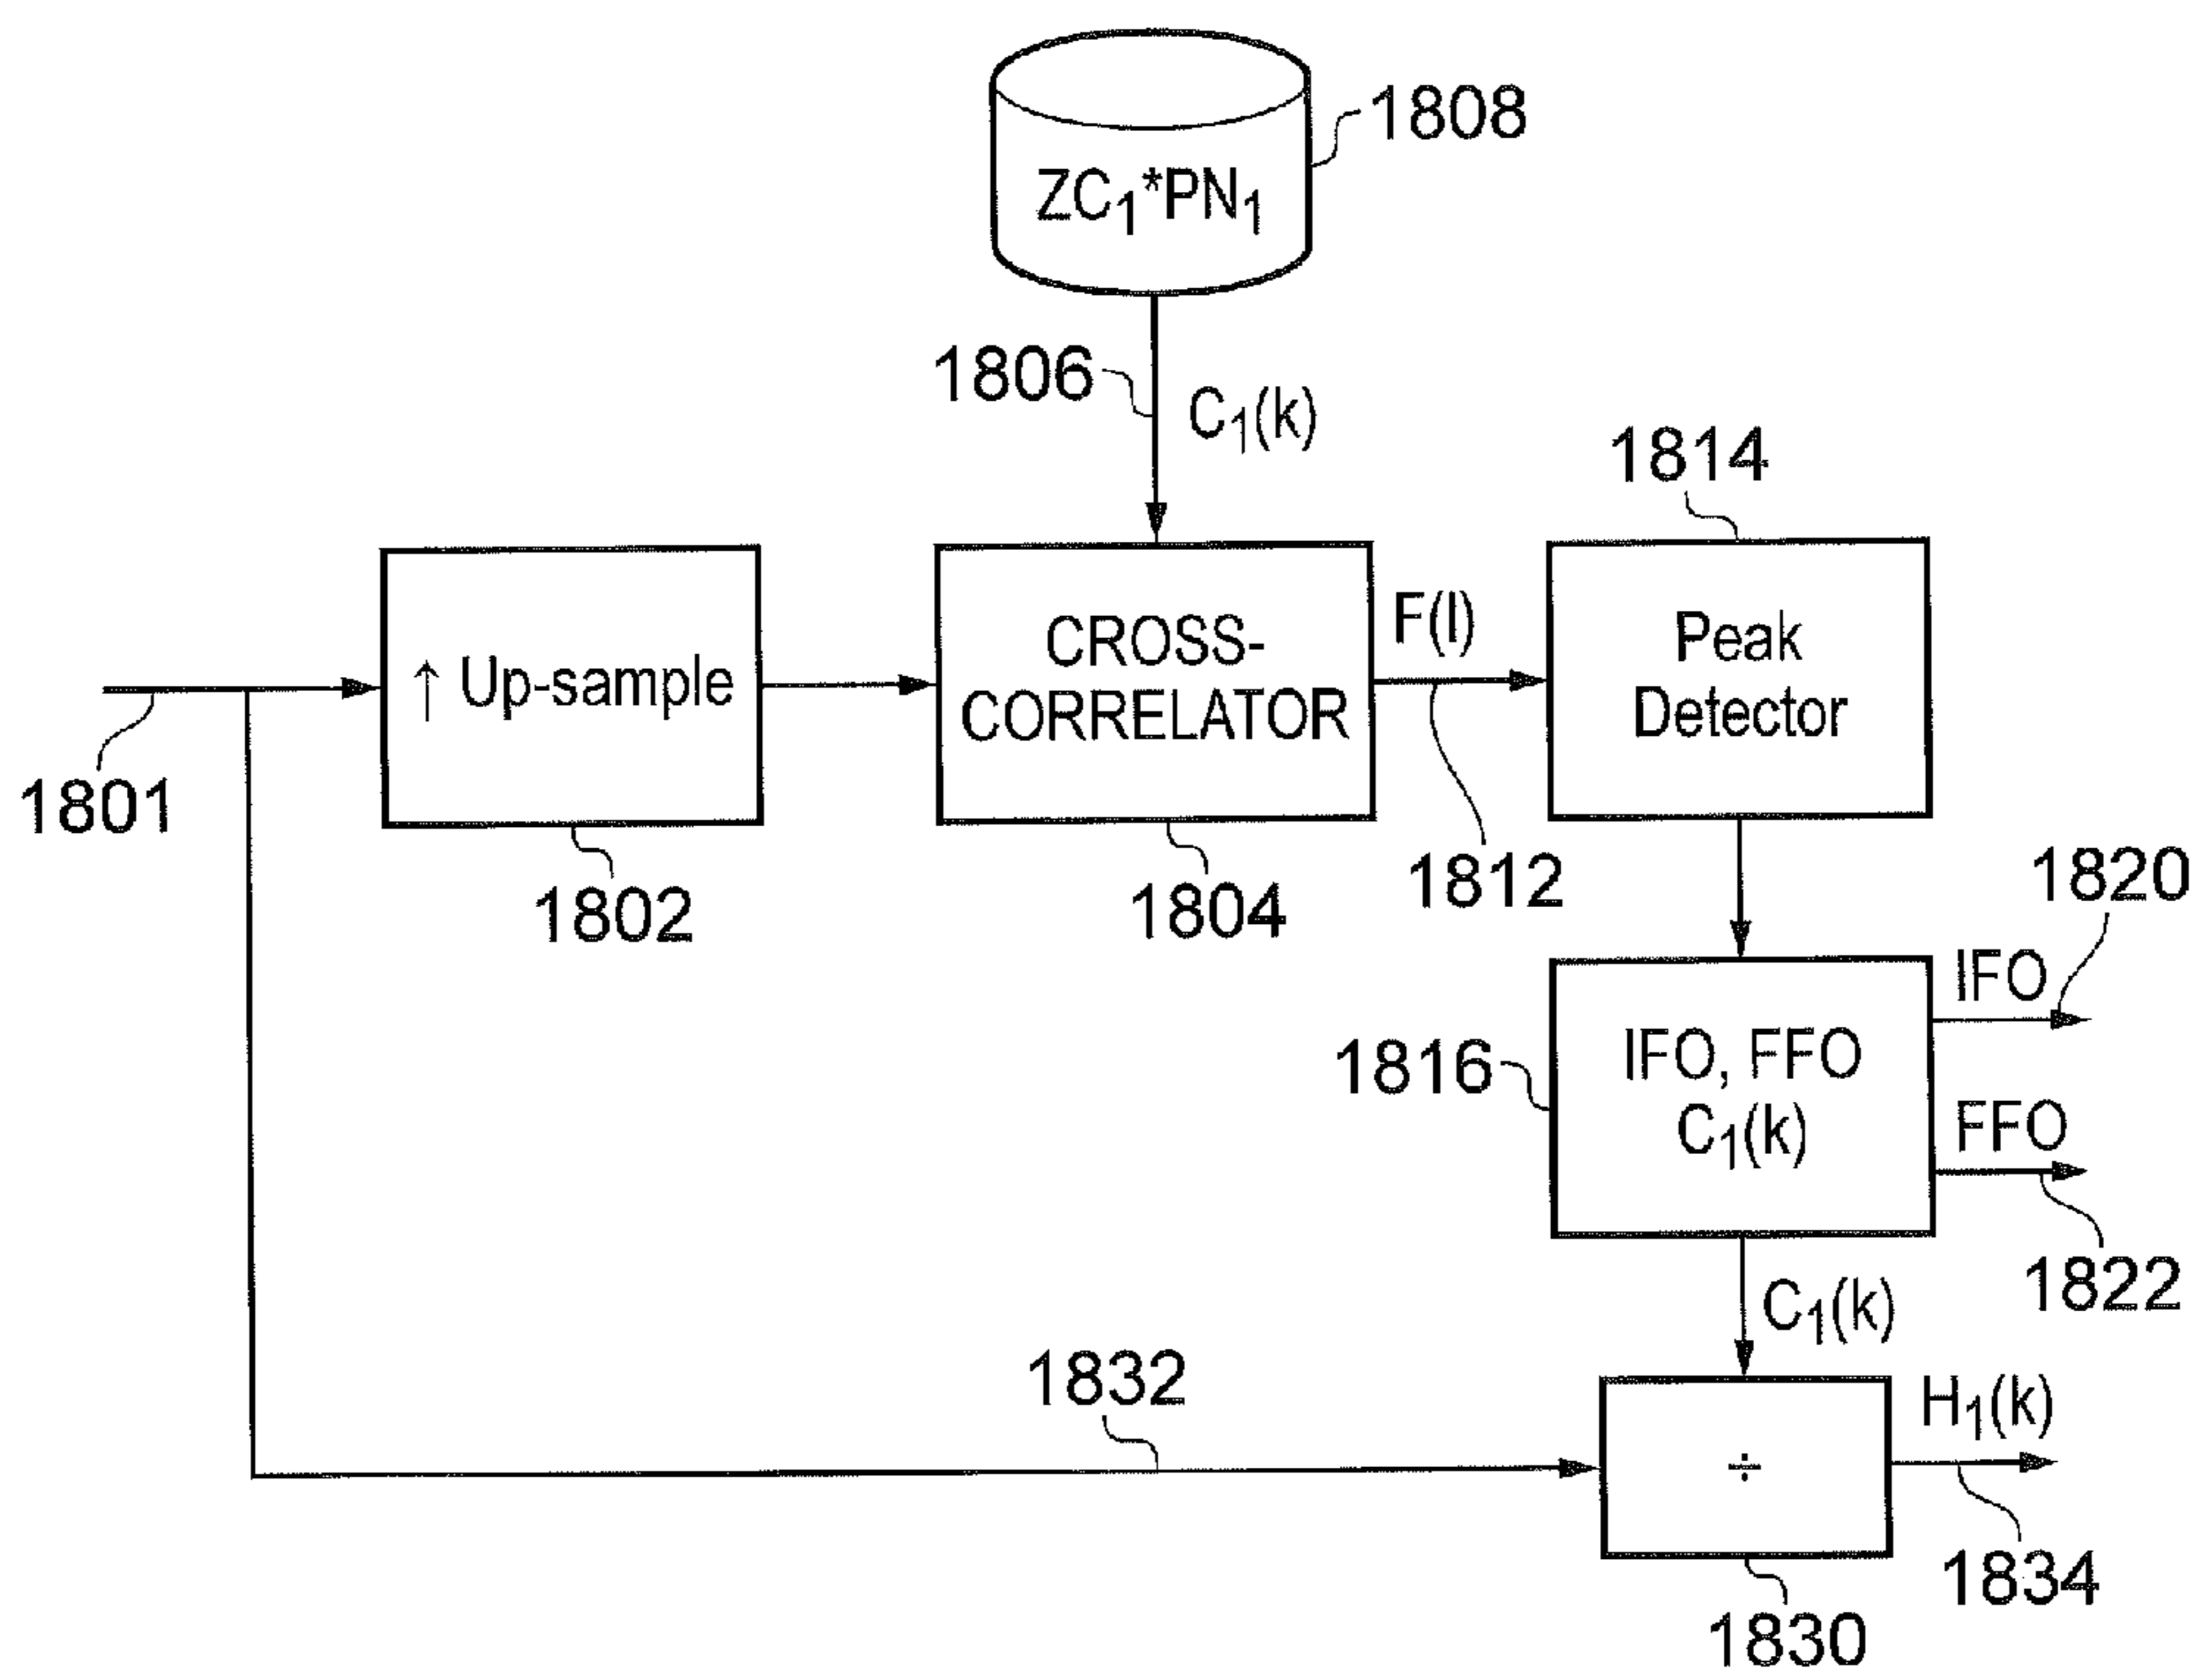 1808
ZC1*PN1
1806
C1(k)
1814
↑ Up-sample
CROSS-
CORRELATOR
F(l)
Peak
Detector
1801
1802
1804
1812
1820
IFO
1816
IFO, FFO
C1(k)
FFO
1822
C1(k)
1832
H1(k)
÷
1834
1830